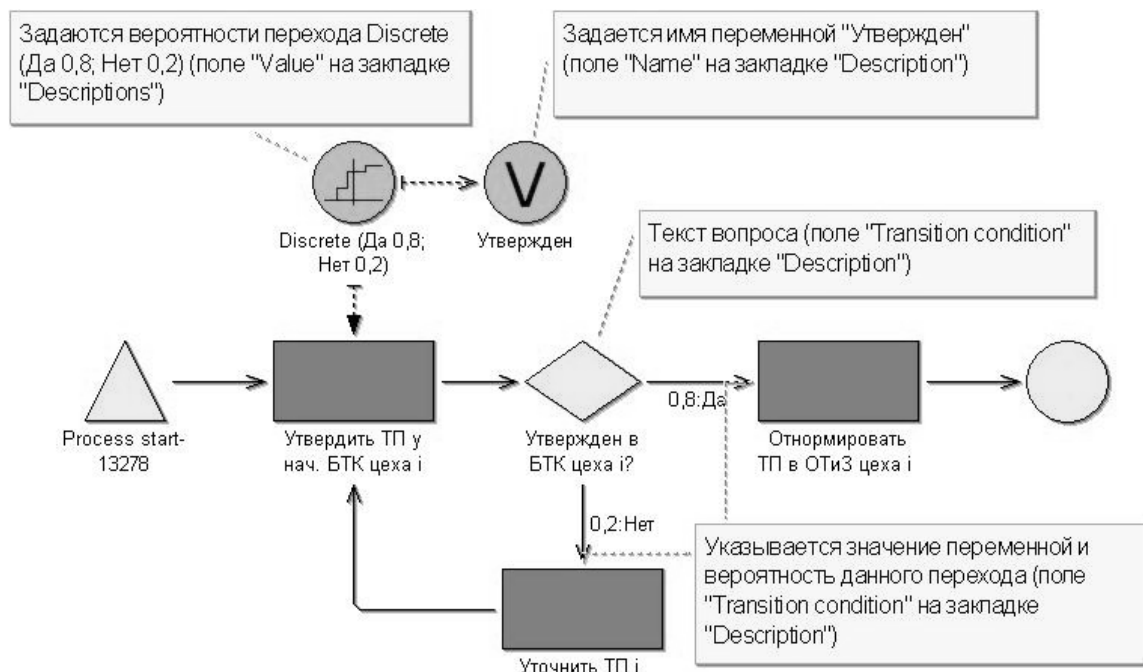 Задаются вероятности перехода Discrete
(Да 0,8; Нет 0,2) (поле "Value" на закладке
"Descriptions")
Задается имя переменной "Утвержден"
(поле "Name" на закладке "Description")
V
Discrete (Да 0,8;
Нет 0,2)
Утвержден
Текст вопроса (поле "Transition condition"
на закладке "Description")
Process start-
13278
Утвердить ТП у
нач. БТК цеха i
Утвержден в
БТК цеха i?
0,8:Да
Отнормировать
ТП в ОТиЗ цеха i
0,2:Нет
Указывается значение переменной и
вероятность данного перехода (поле
"Transition condition" на закладке
"Description")
Уточнить ТП i